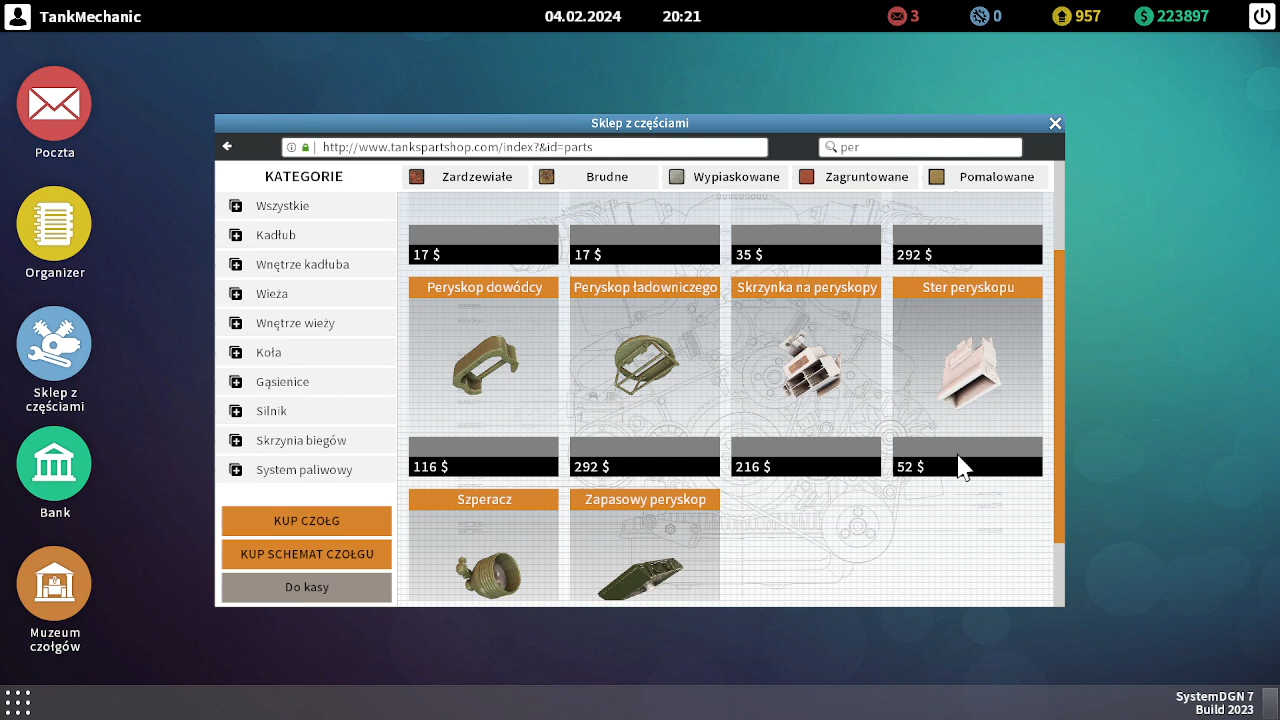 TankMechanic
04.02.2024
20:21
3
0
957
223897
Poczta
Organizer
Sklep z
częściami
Bank
Muzeum
czołgów
Sklep z częściami
http://www.tankspartshop.com/index?&id=parts
per
KATEGORIE
Wszystkie
Kadłub
Wnętrze kadłuba
Wieża
Wnętrze wieży
Koła
Gąsienice
Silnik
Skrzynia biegów
System paliwowy
KUP CZOŁG
KUP SCHEMAT CZOŁGU
Do kasy
Zardzewiałe
Brudne
Wypiaskowane
Zagruntowane
Pomalowane
17 $
17 $
35 $
292 $
Peryskop dowódcy
Peryskop ładowniczego
Skrzynka na peryskopy
Ster peryskopu
116 $
292 $
216 $
52 $
Szperacz
Zapasowy peryskop
SystemDGN 7
Build 2023